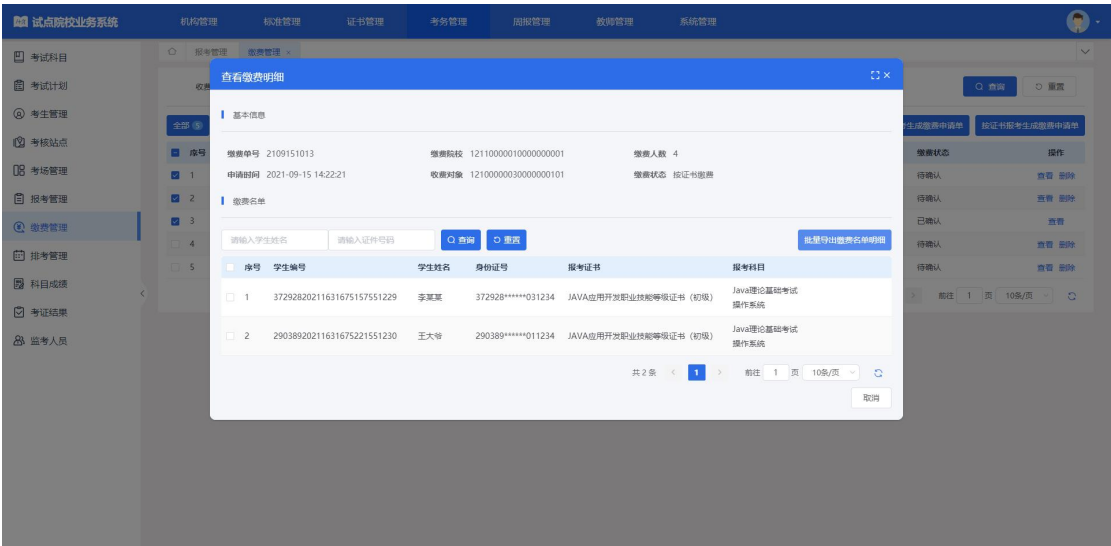 试点院校业务系统 机构管理 标准管理 证书管理 考务管理 周报管理 教师管理 系统管理
考试科目
考试计划
考生管理
考核站点
考场管理
报考管理
缴费管理
排考管理
科目成绩
考证结果
监考人员
报考管理 缴费管理 ×
收费
查询 重置
全部 5
生成缴费申请单 按证书报考生成缴费申请单
序号 缴费状态 操作
1 待确认 查看 删除
2 待确认 查看 删除
3 已确认 查看
4 待确认 查看 删除
5 待确认 查看 删除
前往 1 页 10条/页
查看缴费明细
基本信息
缴费单号 2109151013 缴费院校 12110000010000000001 缴费人数 4
申请时间 2021-09-15 14:22:21 收费对象 12100000030000000101 缴费状态 按证书缴费
缴费名单
请输入学生姓名 请输入证件号码 查询 重置 批量导出缴费名单明细
序号 学生编号 学生姓名 身份证号 报考证书 报考科目
1 37292820211631675157551229 李某某 372928******031234 JAVA应用开发职业技能等级证书（初级） Java理论基础考试
操作系统
2 29038920211631675221551230 王大爷 290389******011234 JAVA应用开发职业技能等级证书（初级） Java理论基础考试
操作系统
共 2 条 < 1 > 前往 1 页 10条/页
取消